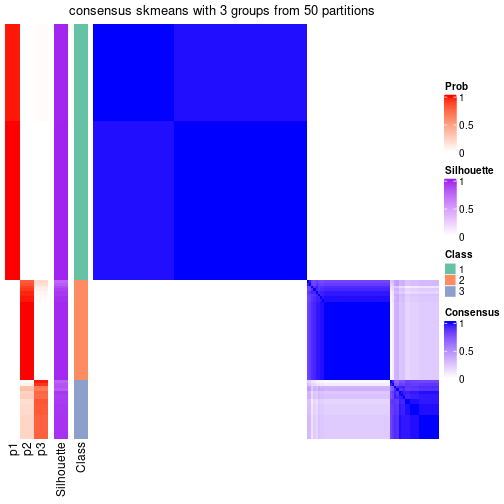 consensus skmeans with 3 groups from 50 partitions
Prob
1
0.5
0
Silhouette
1
0.5
0
Class
1
2
3
Consensus
1
0.5
0
p1
p2
p3
Silhouette
Class